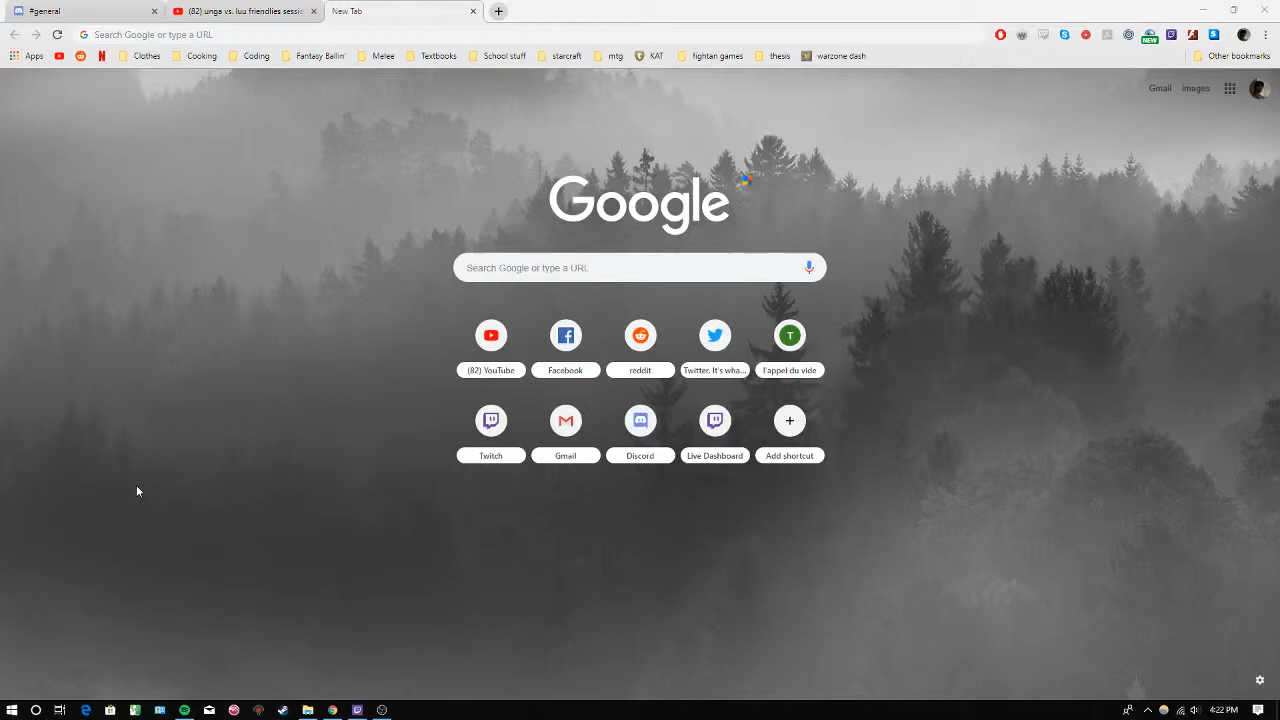 #general
(82) unga vs. luu friendlies sessi
New Tab
Search Google or type a URL
NEW
Apps
Clothes
Cooking
Coding
Fantasy Ballin'
Melee
Textbooks
School stuff
starcraft
mtg
KAT
fightan games
thesis
warzone dash
Other bookmarks
Gmail
Images
Google
Search Google or type a URL
T
(82) YouTube
Facebook
reddit
Twitter. It's wha...
l'appel du vide
Twitch
Gmail
Discord
Live Dashboard
Add shortcut
4:22 PM